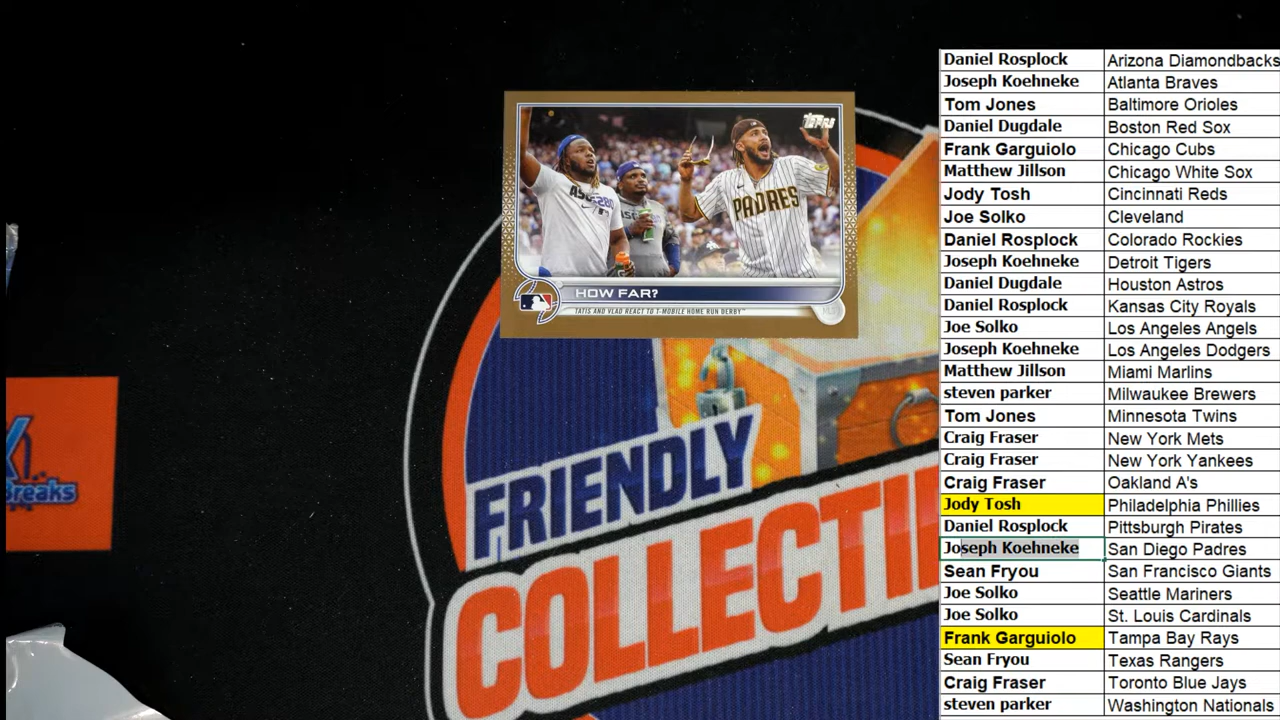 Topps
PADRES
HOW FAR?
TATIS AND VLAD REACT TO T-MOBILE HOME RUN DERBY™
FRIENDLY
COLLECTI
Breaks
Daniel Rosplock Arizona Diamondbacks
Joseph Koehneke Atlanta Braves
Tom Jones Baltimore Orioles
Daniel Dugdale Boston Red Sox
Frank Garguiolo Chicago Cubs
Matthew Jillson Chicago White Sox
Jody Tosh Cincinnati Reds
Joe Solko Cleveland
Daniel Rosplock Colorado Rockies
Joseph Koehneke Detroit Tigers
Daniel Dugdale Houston Astros
Daniel Rosplock Kansas City Royals
Joe Solko Los Angeles Angels
Joseph Koehneke Los Angeles Dodgers
Matthew Jillson Miami Marlins
steven parker Milwaukee Brewers
Tom Jones Minnesota Twins
Craig Fraser New York Mets
Craig Fraser New York Yankees
Craig Fraser Oakland A's
Jody Tosh Philadelphia Phillies
Daniel Rosplock Pittsburgh Pirates
Joseph Koehneke San Diego Padres
Sean Fryou San Francisco Giants
Joe Solko Seattle Mariners
Joe Solko St. Louis Cardinals
Frank Garguiolo Tampa Bay Rays
Sean Fryou Texas Rangers
Craig Fraser Toronto Blue Jays
steven parker Washington Nationals